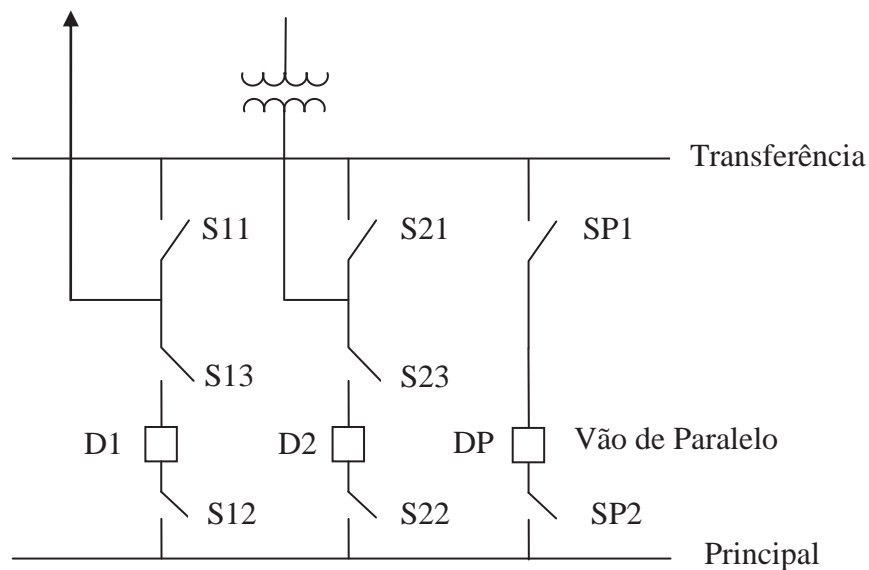 Transferência
S11
S21
SP1
S13
S23
D1
D2
DP
Vão de Paralelo
S12
S22
SP2
Principal